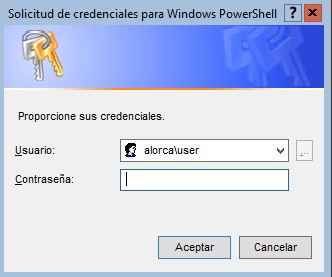 Solicitud de credenciales para Windows PowerShell ? X
Proporcione sus credenciales.
Usuario: alorca\user ...
Contraseña:
Aceptar Cancelar